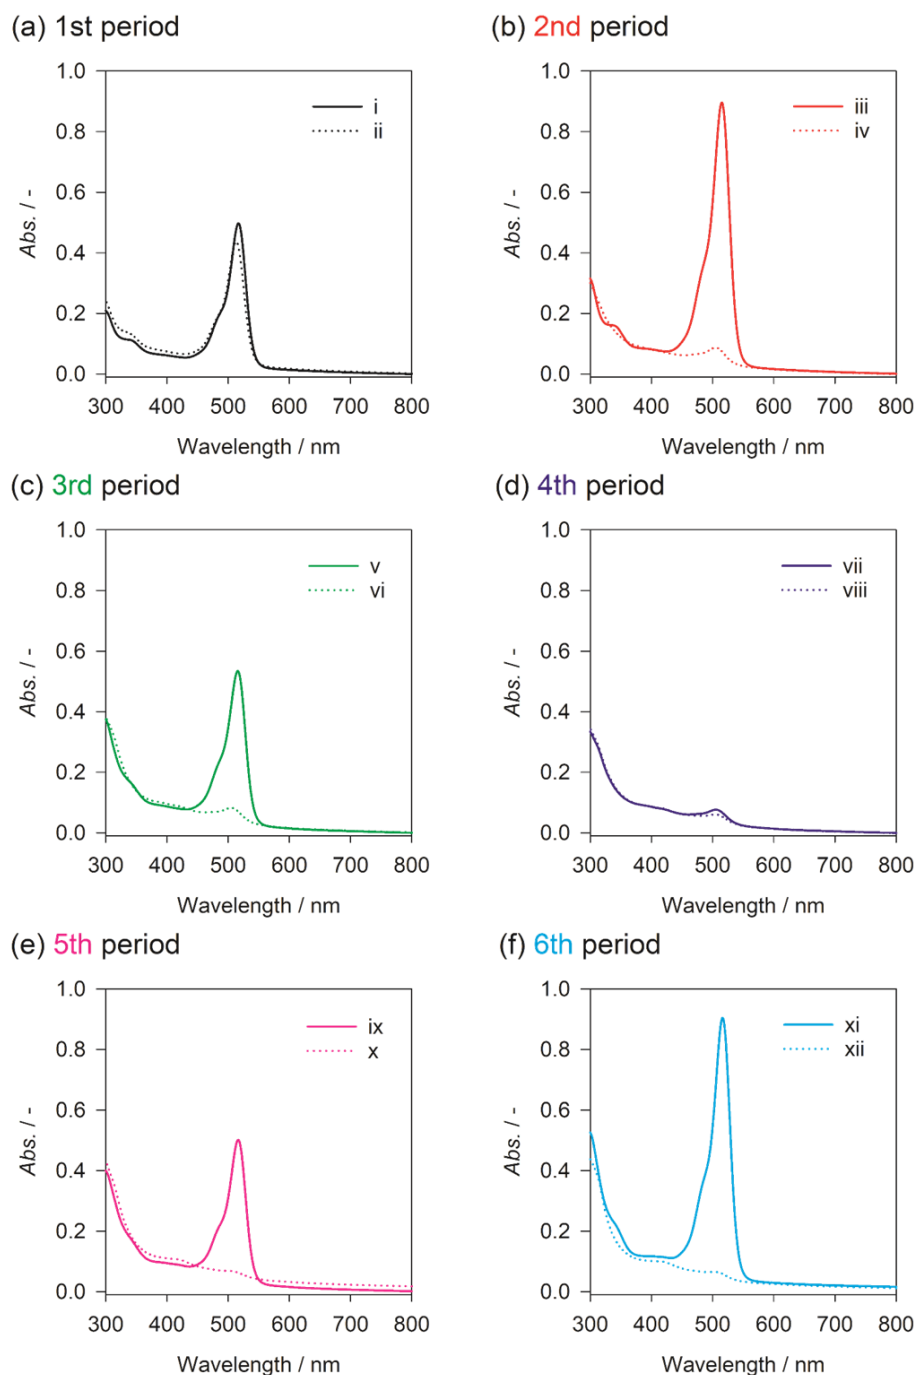 (a) 1st period
1.0
0.8
0.6
0.4
0.2
0.0
Abs. / -
i
ii
300 400 500 600 700 800
Wavelength / nm
(b) 2nd period
1.0
0.8
0.6
0.4
0.2
0.0
Abs. / -
iii
iv
300 400 500 600 700 800
Wavelength / nm
(c) 3rd period
1.0
0.8
0.6
0.4
0.2
0.0
Abs. / -
v
vi
300 400 500 600 700 800
Wavelength / nm
(d) 4th period
1.0
0.8
0.6
0.4
0.2
0.0
Abs. / -
vii
viii
300 400 500 600 700 800
Wavelength / nm
(e) 5th period
1.0
0.8
0.6
0.4
0.2
0.0
Abs. / -
ix
x
300 400 500 600 700 800
Wavelength / nm
(f) 6th period
1.0
0.8
0.6
0.4
0.2
0.0
Abs. / -
xi
xii
300 400 500 600 700 800
Wavelength / nm